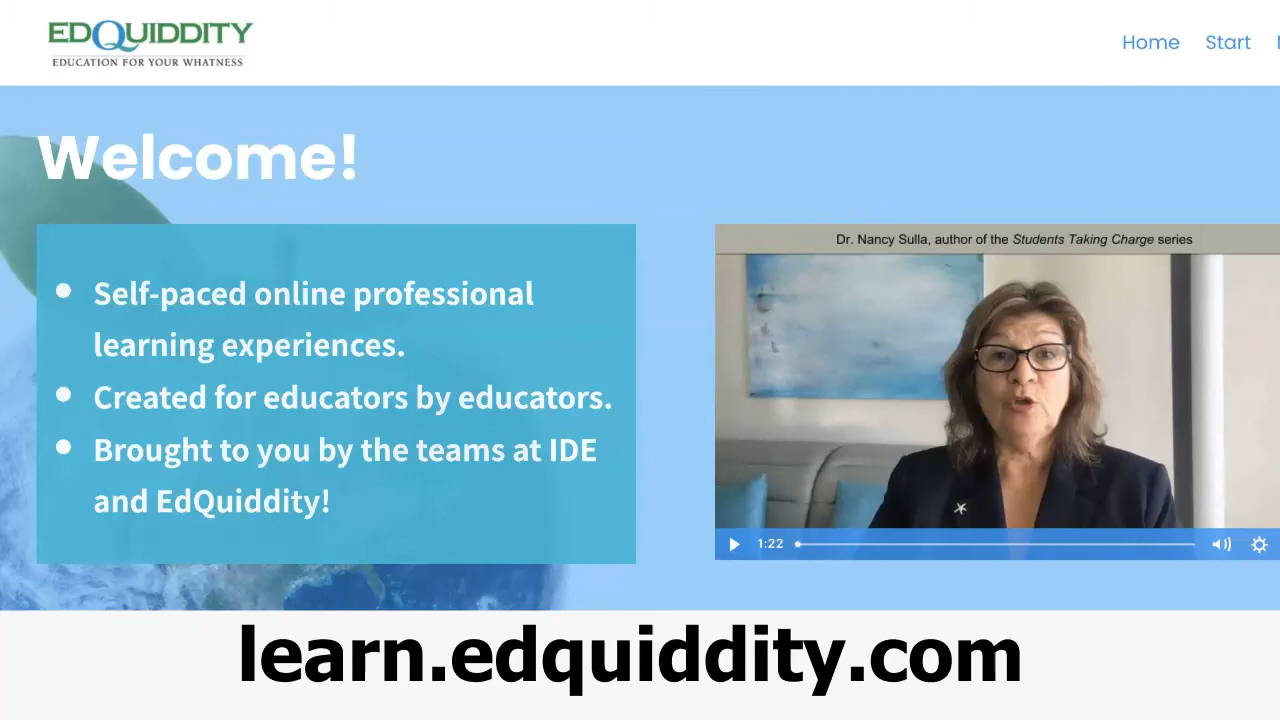 EDQUIDDITY
EDUCATION FOR YOUR WHATNESS
Home Start
Welcome!
Dr. Nancy Sulla, author of the Students Taking Charge series
• Self-paced online professional
learning experiences.
• Created for educators by educators.
• Brought to you by the teams at IDE
and EdQuiddity!
1:22
learn.edquiddity.com